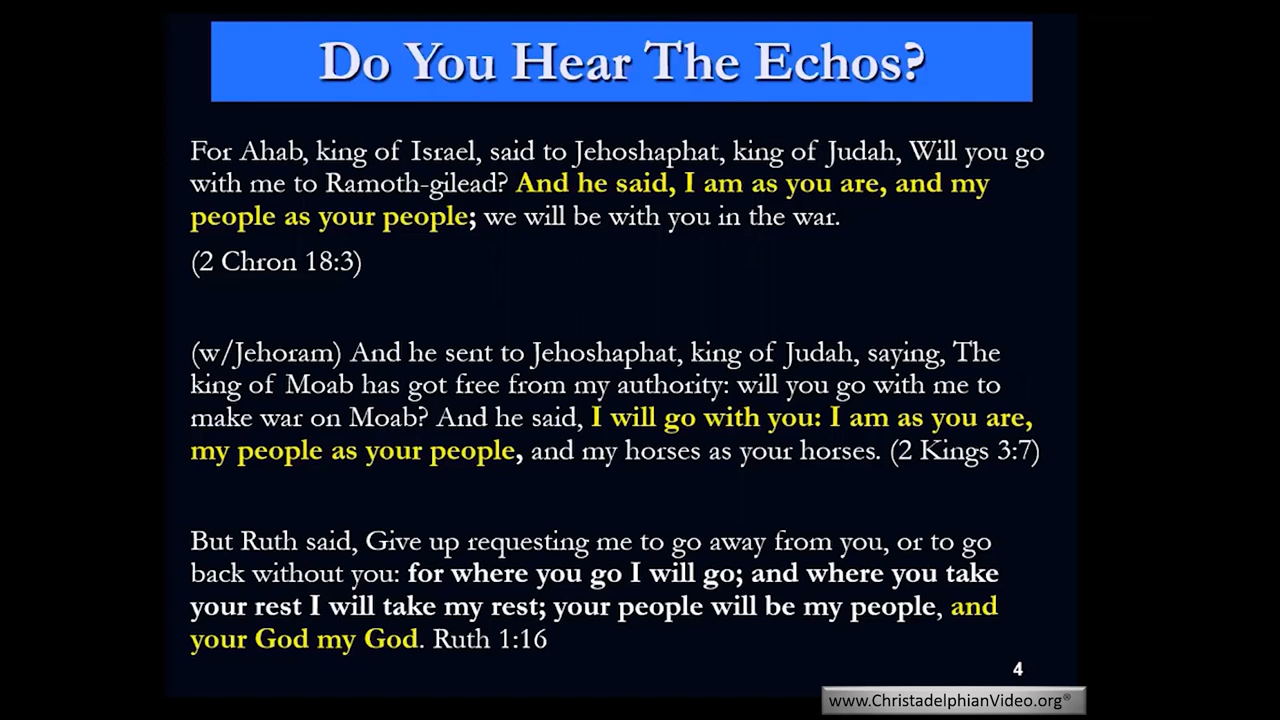 Do You Hear The Echos?
For Ahab, king of Israel, said to Jehoshaphat, king of Judah, Will you go
with me to Ramoth-gilead? And he said, I am as you are, and my
people as your people; we will be with you in the war.
(2 Chron 18:3)
(w/Jehoram) And he sent to Jehoshaphat, king of Judah, saying, The
king of Moab has got free from my authority: will you go with me to
make war on Moab? And he said, I will go with you: I am as you are,
my people as your people, and my horses as your horses. (2 Kings 3:7)
But Ruth said, Give up requesting me to go away from you, or to go
back without you: for where you go I will go; and where you take
your rest I will take my rest; your people will be my people, and
your God my God. Ruth 1:16
4
www.ChristadelphianVideo.org®